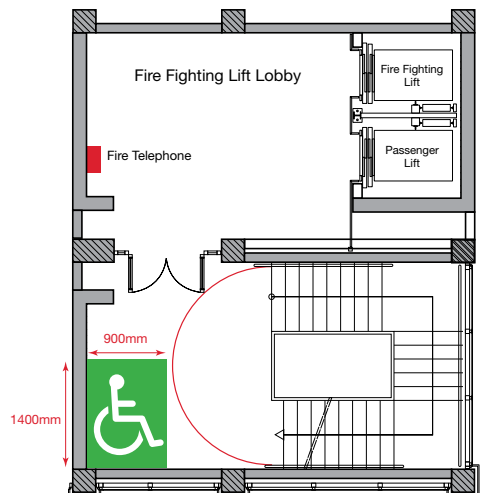 Fire Fighting Lift Lobby
Fire Fighting
Lift
Fire Telephone
Passenger
Lift
900mm
1400mm